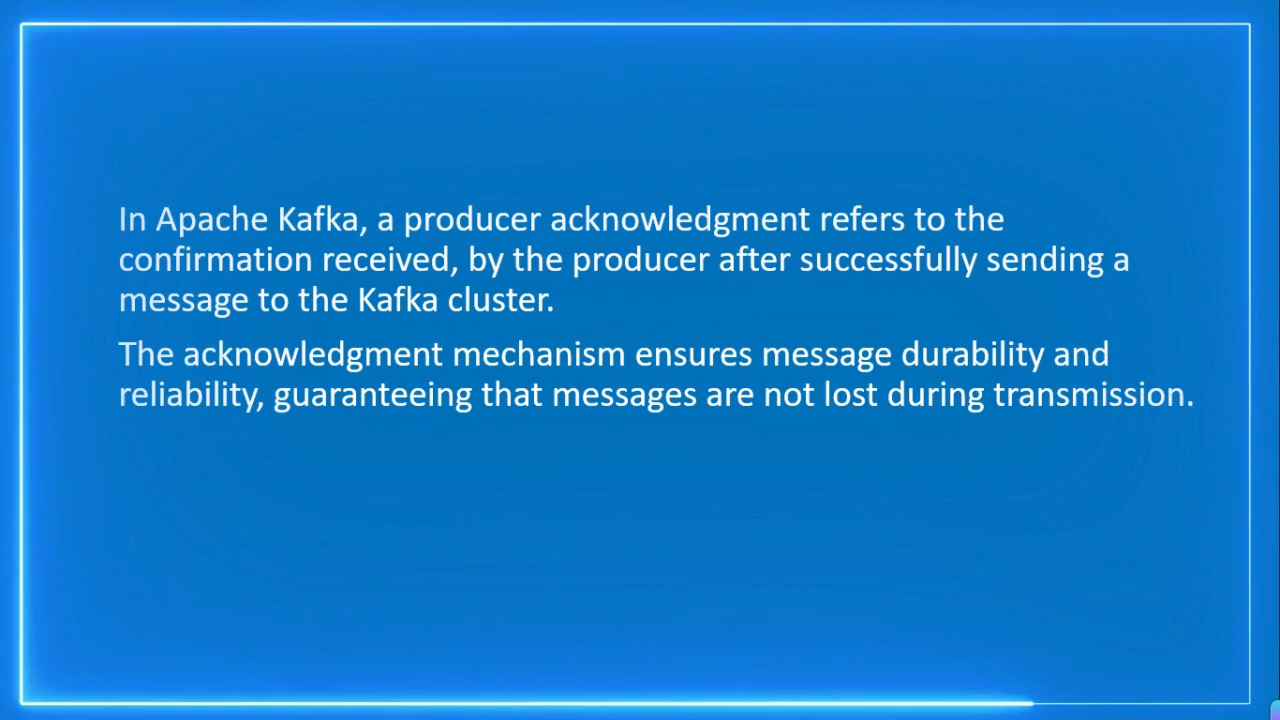 In Apache Kafka, a producer acknowledgment refers to the
confirmation received, by the producer after successfully sending a
message to the Kafka cluster.
The acknowledgment mechanism ensures message durability and
reliability, guaranteeing that messages are not lost during transmission.